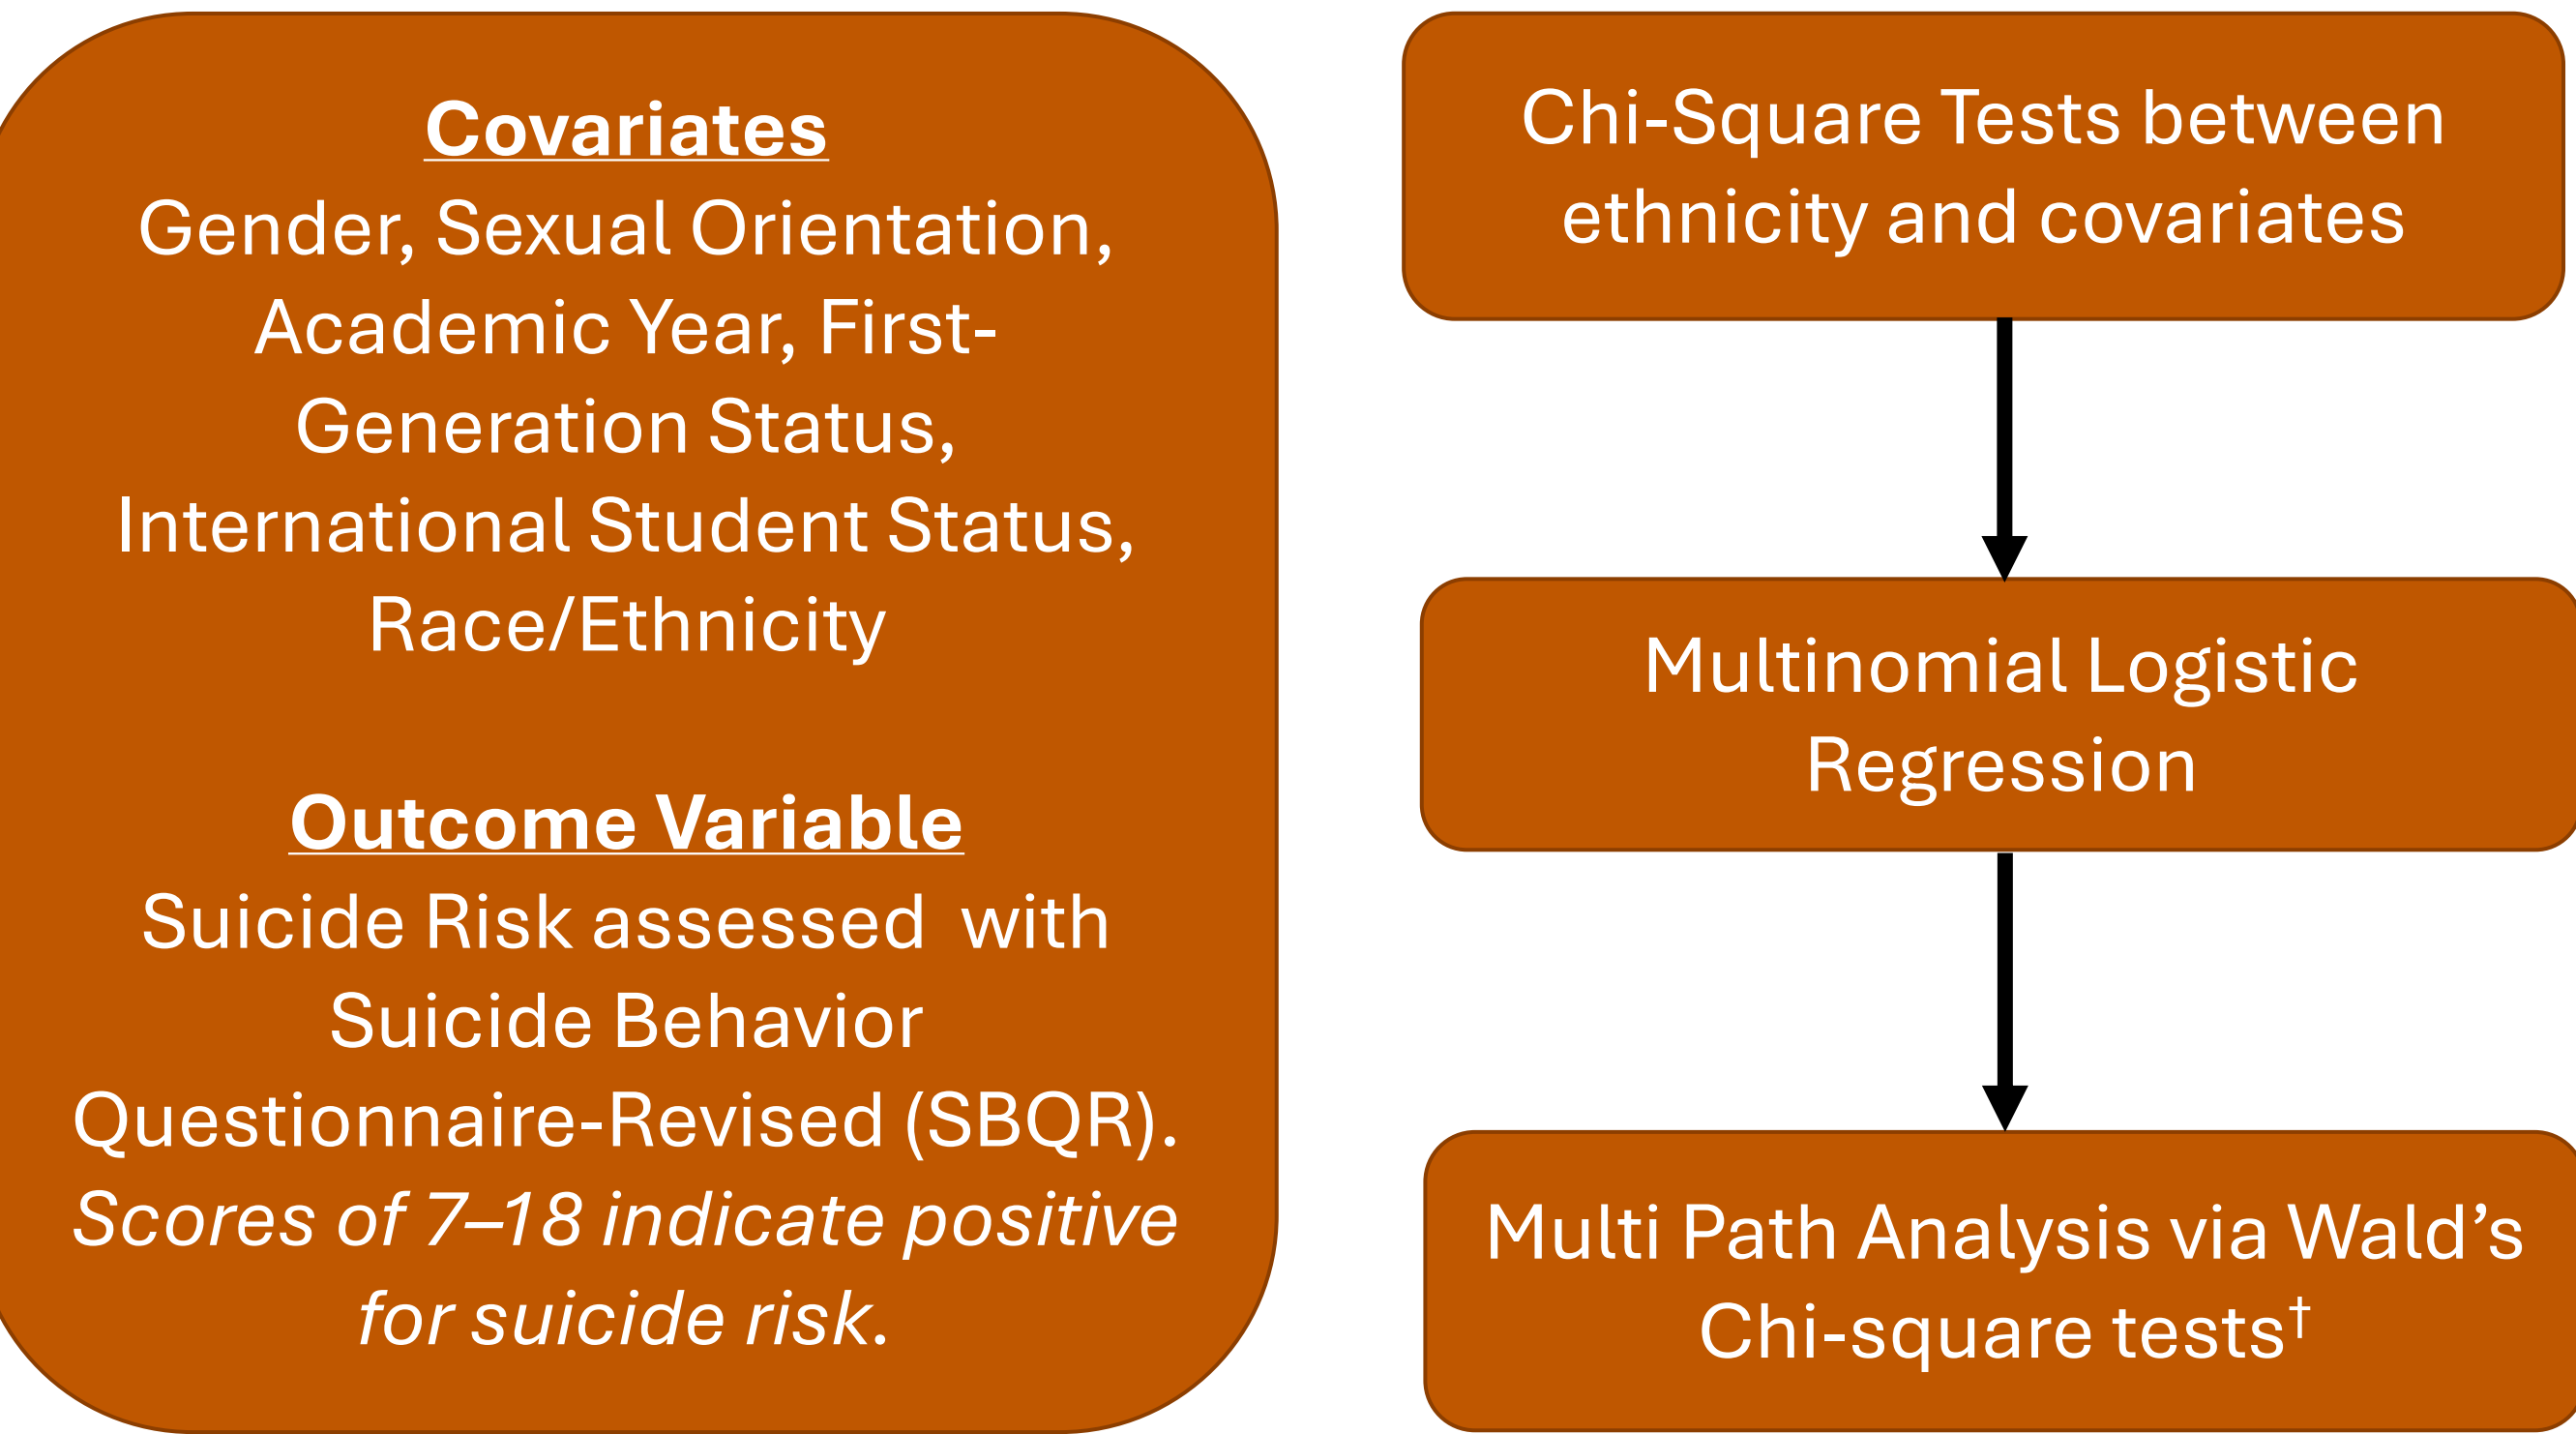 Covariates
Gender, Sexual Orientation,
Academic Year, First-
Generation Status,
International Student Status,
Race/Ethnicity
Outcome Variable
Suicide Risk assessed  with
Suicide Behavior
Questionnaire-Revised (SBQR).
Scores of 7–18 indicate positive
for suicide risk.
Chi-Square Tests between
ethnicity and covariates
Multinomial Logistic
Regression
Multi Path Analysis via Wald’s
Chi-square tests†